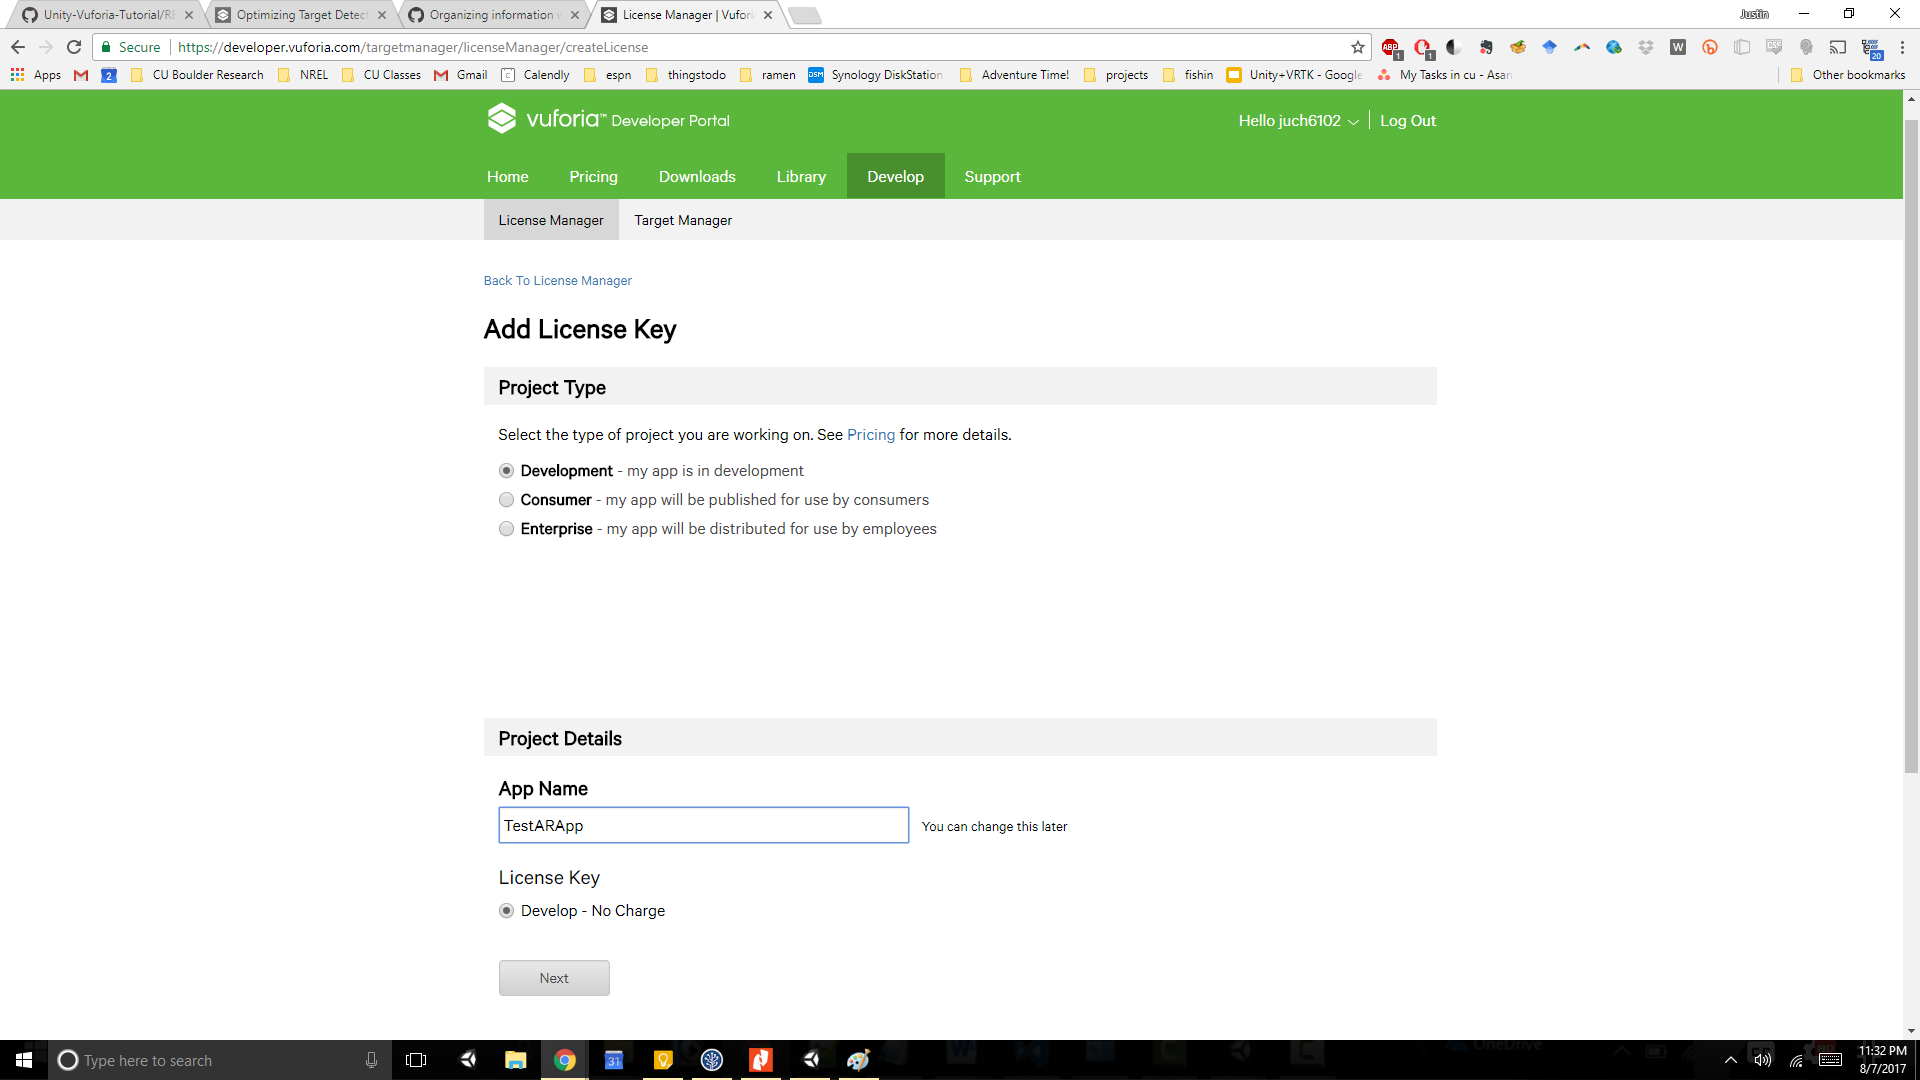 Unity-Vuforia-Tutorial/RE
Optimizing Target Detect
Organizing information w
License Manager | Vufori
Justin
Secure
https://developer.vuforia.com/targetmanager/licenseManager/createLicense
Apps
2
CU Boulder Research
NREL
CU Classes
Gmail
Calendly
espn
thingstodo
ramen
DSM
Synology DiskStation
Adventure Time!
projects
fishin
Unity+VRTK - Google
My Tasks in cu - Asan
Other bookmarks
vuforia™ Developer Portal
Hello juch6102
Log Out
Home
Pricing
Downloads
Library
Develop
Support
License Manager
Target Manager
Back To License Manager
Add License Key
Project Type
Select the type of project you are working on. See Pricing for more details.
Development - my app is in development
Consumer - my app will be published for use by consumers
Enterprise - my app will be distributed for use by employees
Project Details
App Name
TestARApp
You can change this later
License Key
Develop - No Charge
Next
Type here to search
31
11:32 PM
8/7/2017